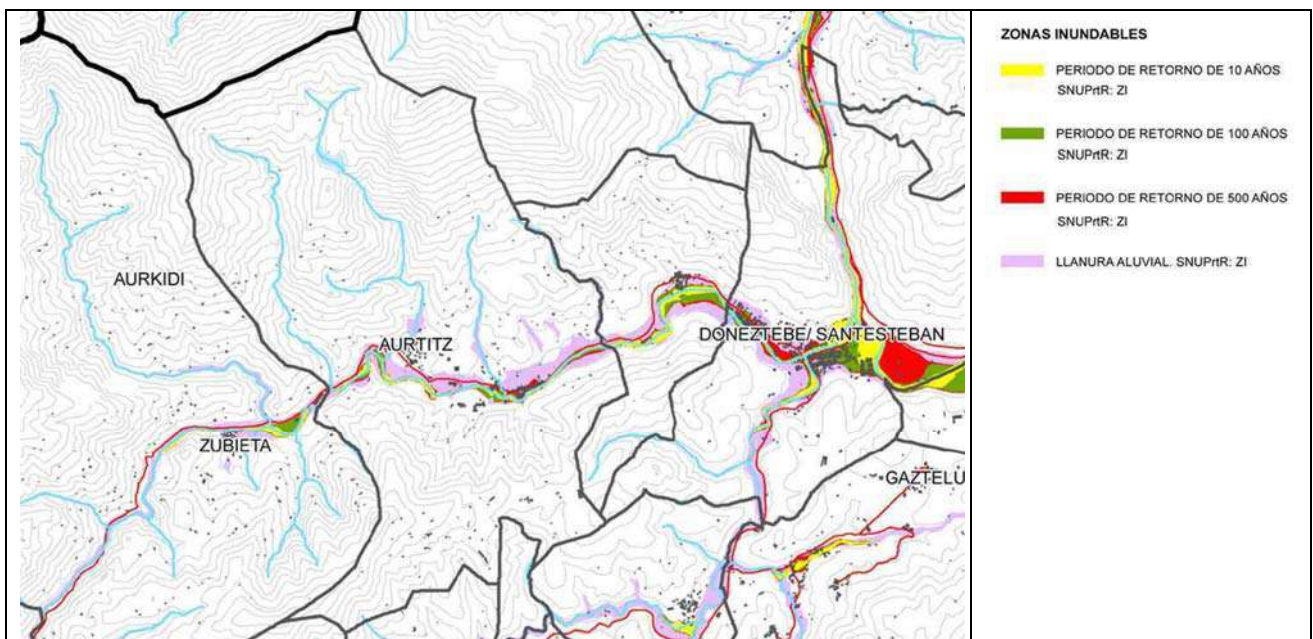 ZONAS INUNDABLES
PERIODO DE RETORNO DE 10 AÑOS
SNUPrtR: ZI
PERIODO DE RETORNO DE 100 AÑOS
SNUPrtR: ZI
PERIODO DE RETORNO DE 500 AÑOS
SNUPrtR: ZI
LLANURA ALUVIAL. SNUPrtR: ZI
AURKIDI
AURTITZ
DONEZTEBE/ SANTESTEBAN
ZUBIETA
GAZTELU